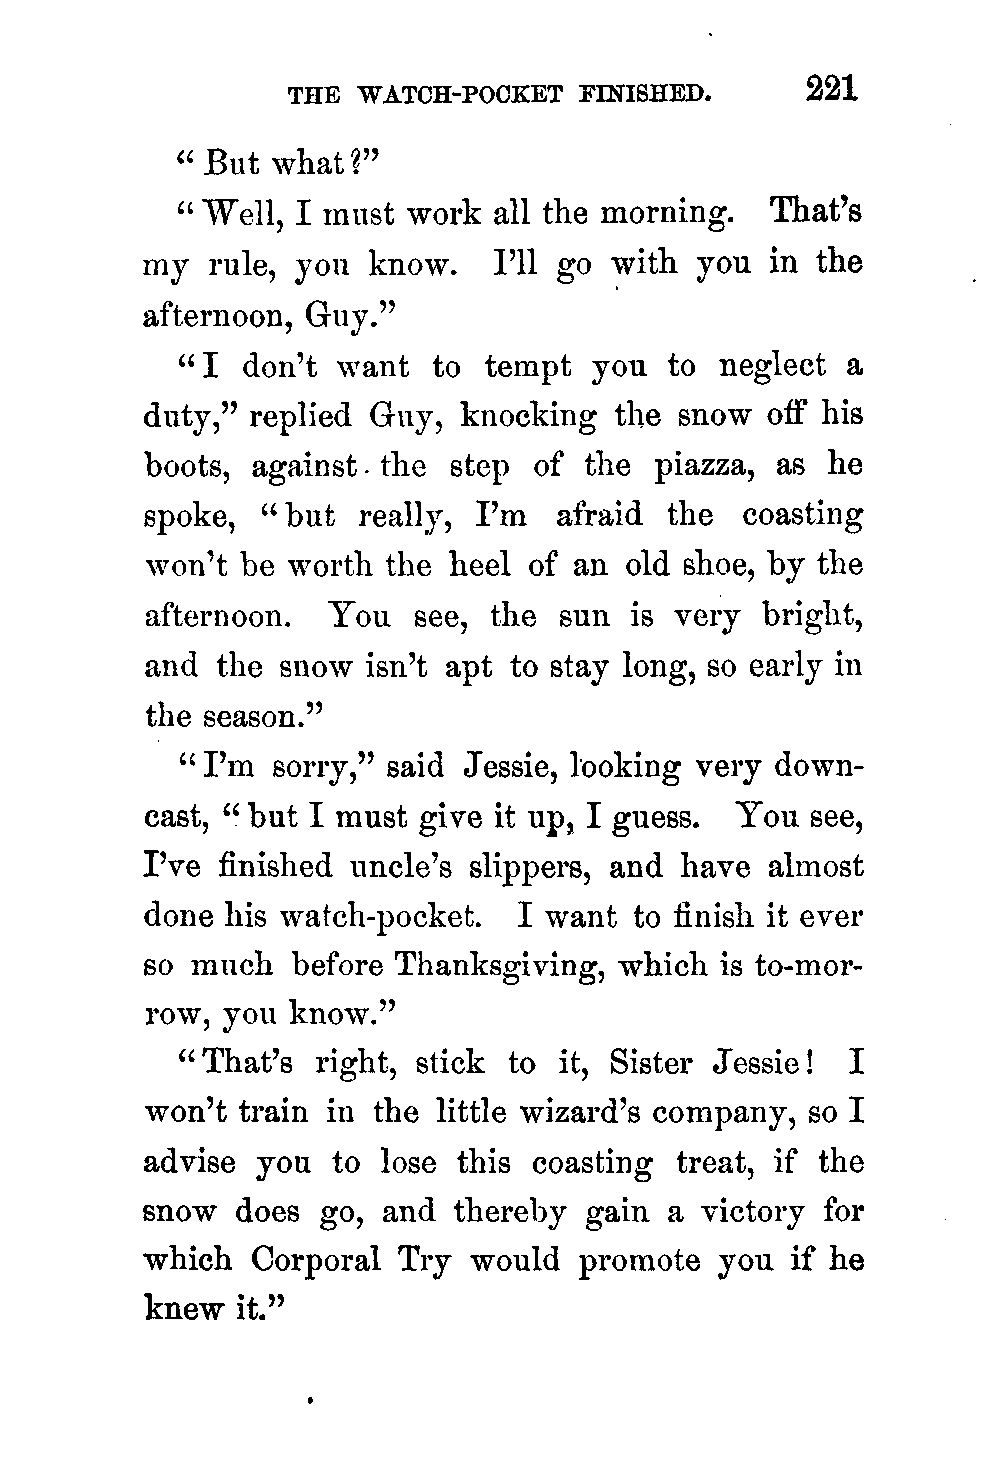 THE WATCH-POCKET FINISHED. 221
"But what?"
"Well, I must work all the morning. That's
my rule, you know. I'll go with you in the
afternoon, Guy."
"I don't want to tempt you to neglect a
duty," replied Guy, knocking the snow off his
boots, against the step of the piazza, as he
spoke, "but really, I'm afraid the coasting
won't be worth the heel of an old shoe, by the
afternoon. You see, the sun is very bright,
and the snow isn't apt to stay long, so early in
the season."
"I'm sorry," said Jessie, looking very down-
cast, "but I must give it up, I guess. You see,
I've finished uncle's slippers, and have almost
done his watch-pocket. I want to finish it ever
so much before Thanksgiving, which is to-mor-
row, you know."
"That's right, stick to it, Sister Jessie! I
won't train in the little wizard's company, so I
advise you to lose this coasting treat, if the
snow does go, and thereby gain a victory for
which Corporal Try would promote you if he
knew it."